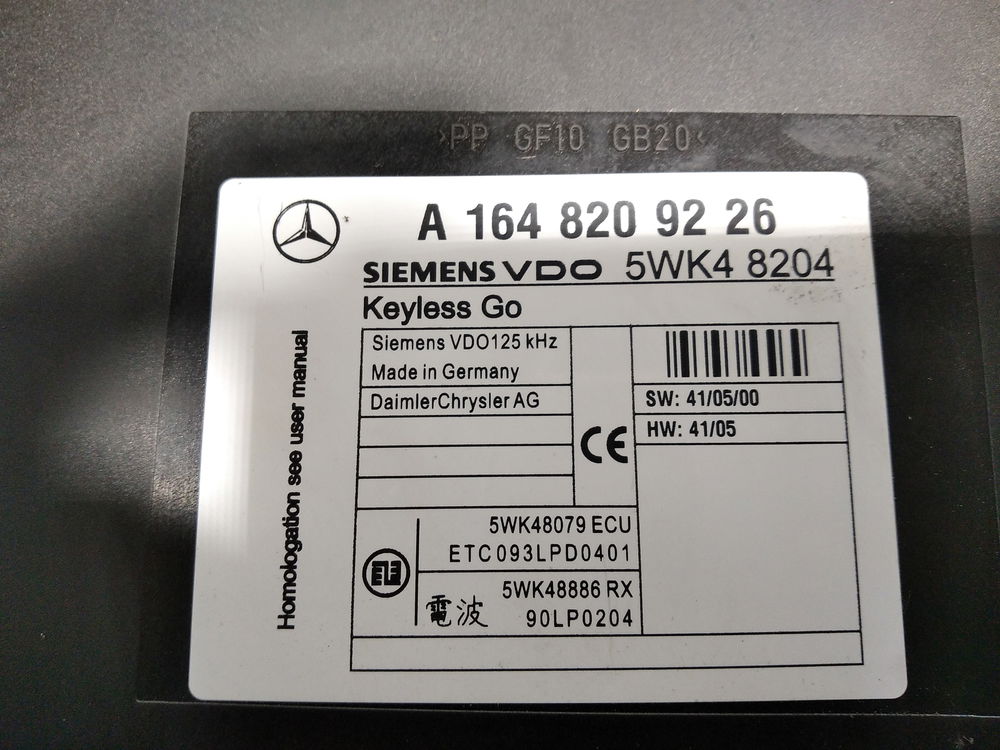 >PP GF10 GB20<
A 164 820 92 26
SIEMENS VDO 5WK4 8204
Keyless Go
Siemens VDO125 kHz
Made in Germany
DaimlerChrysler AG
SW: 41/05/00
HW: 41/05
CE
5WK48079 ECU
ETC093LPD0401
5WK48886 RX
電波 90LP0204
Homologation see user manual